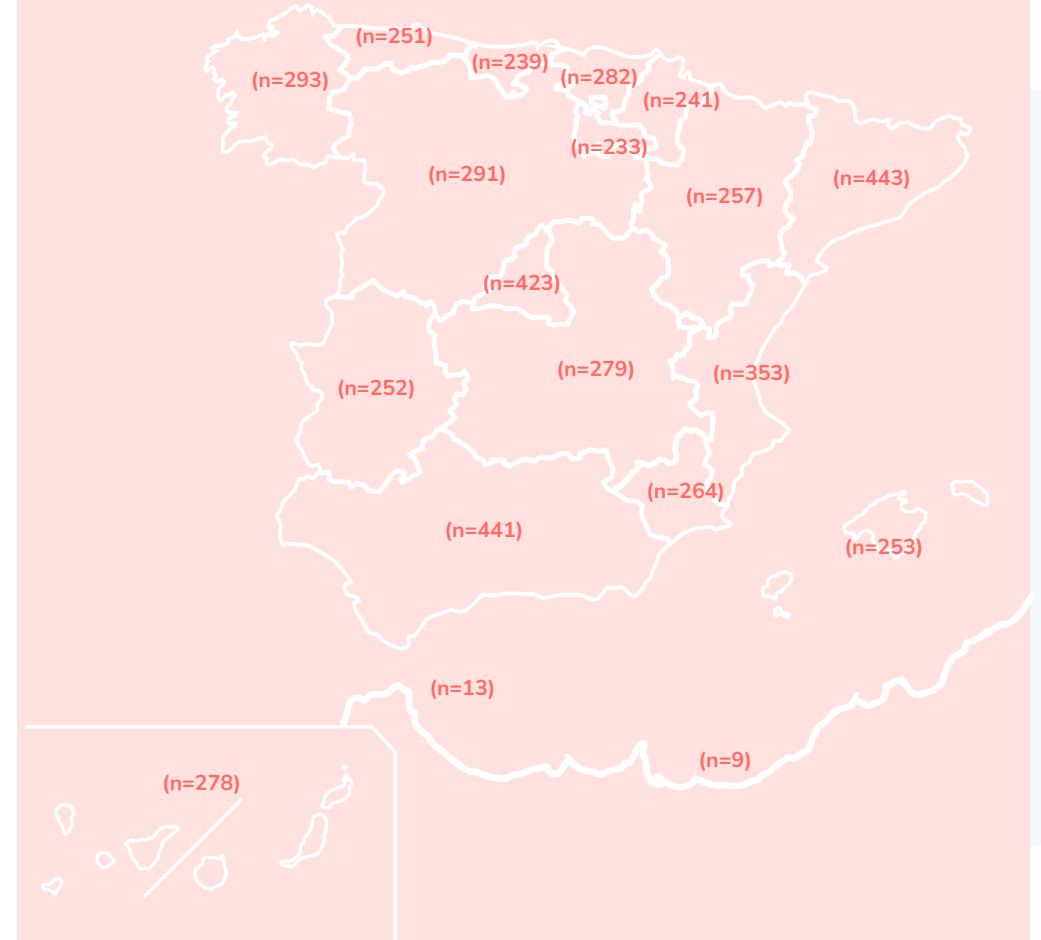 (n=251)
(n=239)
(n=293)
(n=282)
(n=241)
(n=233)
(n=291)
(n=443)
(n=257)
(n=423)
(n=279)
(n=353)
(n=252)
(n=264)
(n=441)
(n=253)
(n=13)
(n=9)
(n=278)